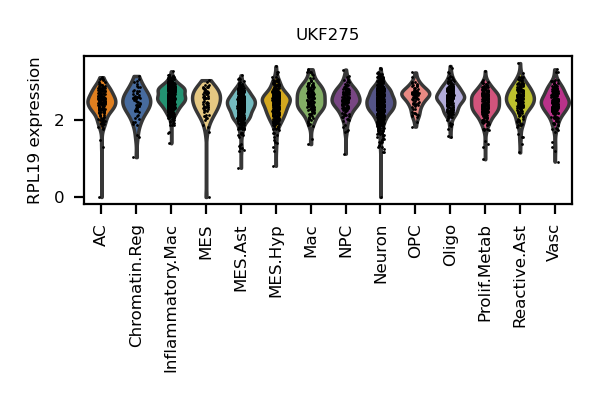 UKF275
RPL19 expression
2
0
AC
Chromatin.Reg
Inflammatory.Mac
MES
MES.Ast
MES.Hyp
Mac
NPC
Neuron
OPC
Oligo
Prolif.Metab
Reactive.Ast
Vasc